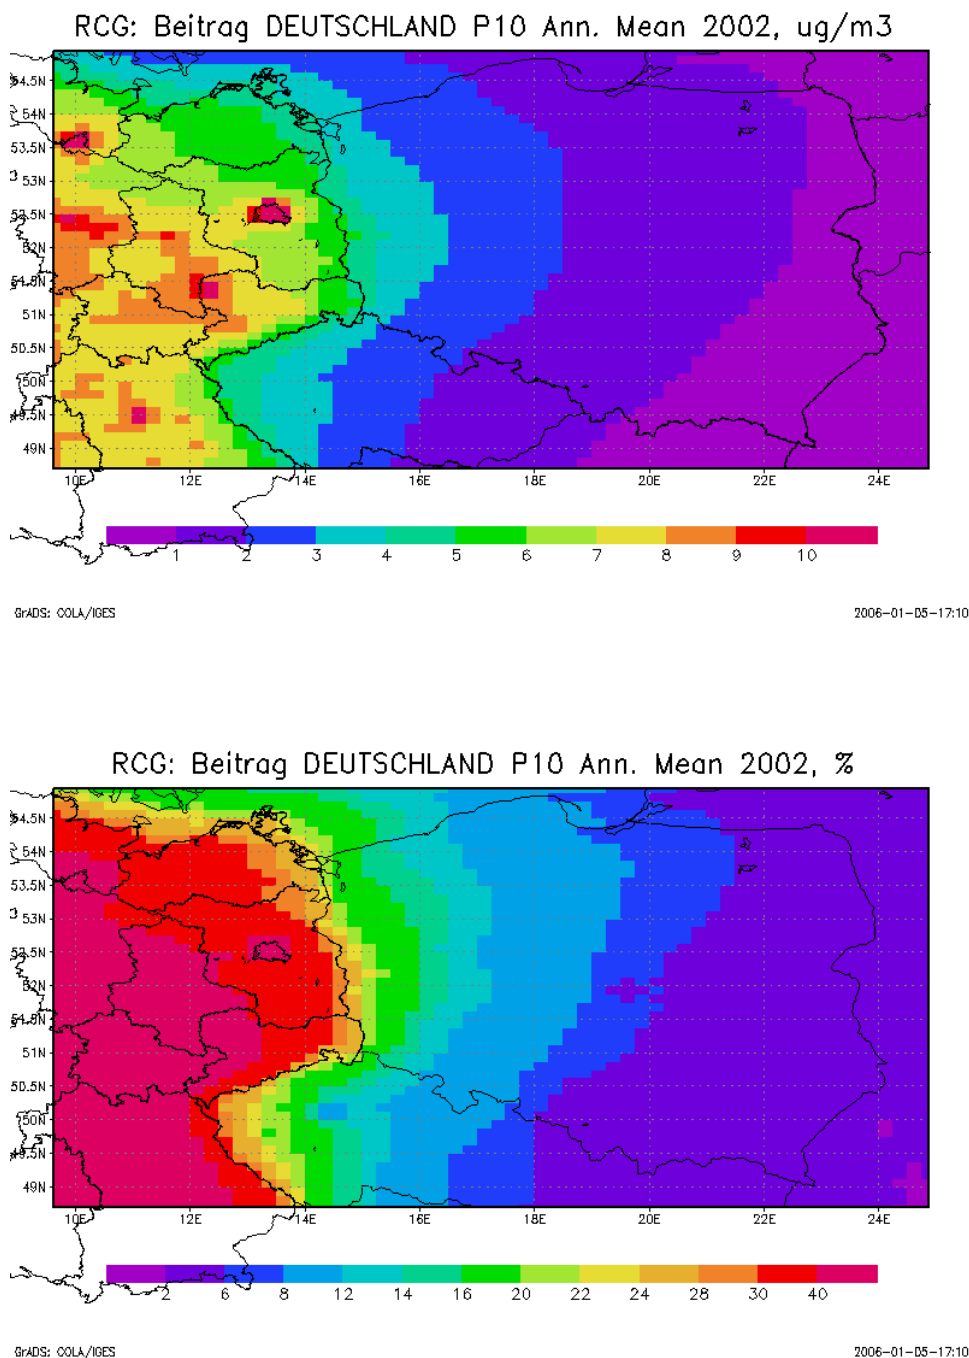 RCG: Beitrag DEUTSCHLAND P10 Ann. Mean 2002, ug/m3
54.5N
54N
53.5N
53N
52.5N
52N
51.5N
51N
50.5N
50N
49.5N
49N
10E 12E 14E 16E 18E 20E 22E 24E
1 2 3 4 5 6 7 8 9 10
GrADS: COLA/IGES 2006-01-05-17:10
RCG: Beitrag DEUTSCHLAND P10 Ann. Mean 2002, %
54.5N
54N
53.5N
53N
52.5N
52N
51.5N
51N
50.5N
50N
49.5N
49N
10E 12E 14E 16E 18E 20E 22E 24E
2 6 8 12 14 16 20 22 24 28 30 40
GrADS: COLA/IGES 2006-01-05-17:10